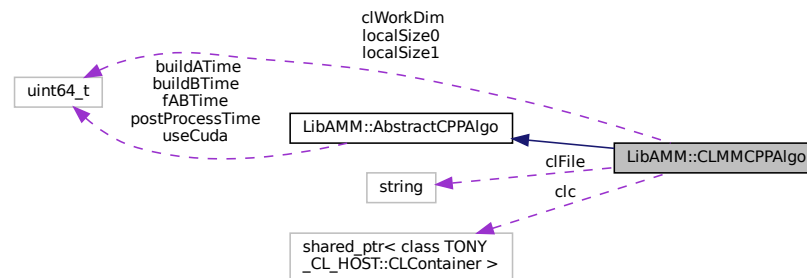 clWorkDim
localSize0
localSize1
buildATime
buildBTime
fABTime
postProcessTime
useCuda
uint64_t
LibAMM::AbstractCPPAlgo
LibAMM::CLMMCPPAlgo
clFile
string
clc
shared_ptr< class TONY
_CL_HOST::CLContainer >